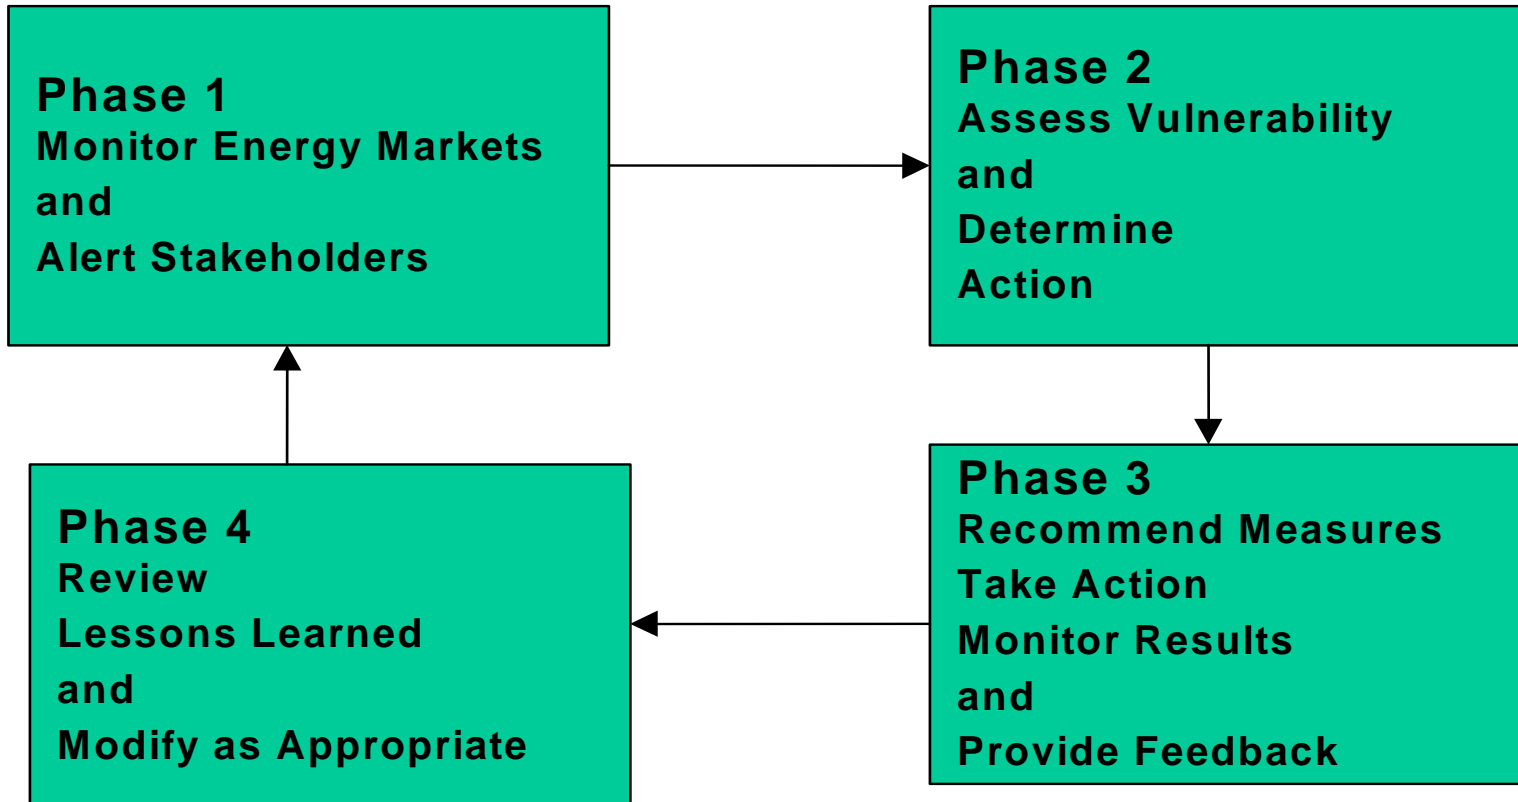 Phase 1
Monitor Energy Markets
and
Alert Stakeholders
Phase 2
Assess Vulnerability
and
Determine
Action
Phase 3
Recommend Measures
Take Action
Monitor Results
and
Provide Feedback
Phase 4
Review
Lessons Learned
and
Modify as Appropriate